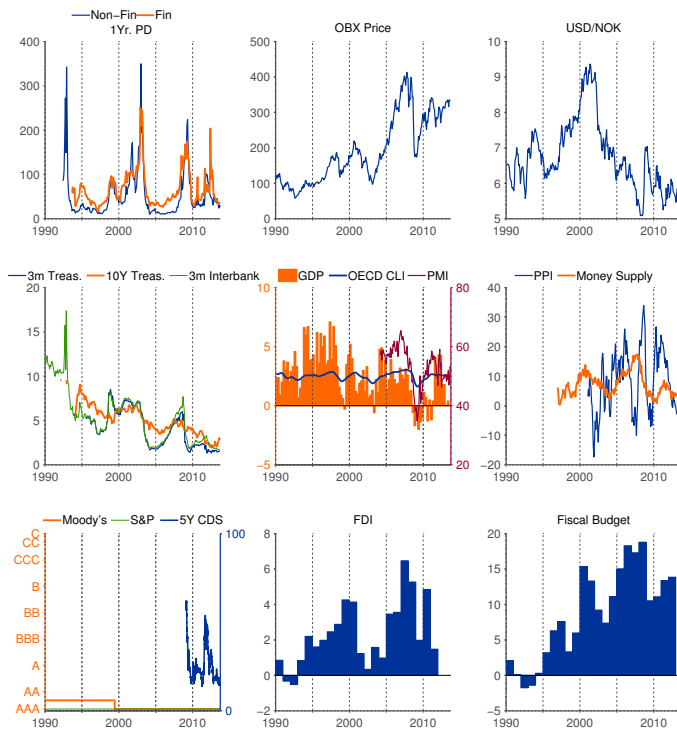 Non-Fin Fin
1Yr. PD
OBX Price
USD/NOK
400
300
200
100
0
1990 2000 2010
500
400
300
200
100
0
1990 2000 2010
10
9
8
7
6
5
1990 2000 2010
3m Treas. 10Y Treas. 3m Interbank
GDP OECD CLI PMI
PPI Money Supply
20
15
10
5
0
1990 2000 2010
10
5
0
-5
80
60
40
20
1990 2000 2010
40
30
20
10
0
-10
-20
1990 2000 2010
Moody's S&P 5Y CDS
FDI
Fiscal Budget
C
CC
CCC
B
BB
BBB
A
AA
AAA
100
0
1990 2000 2010
8
6
4
2
0
-2
1990 2000 2010
20
15
10
5
0
-5
1990 2000 2010